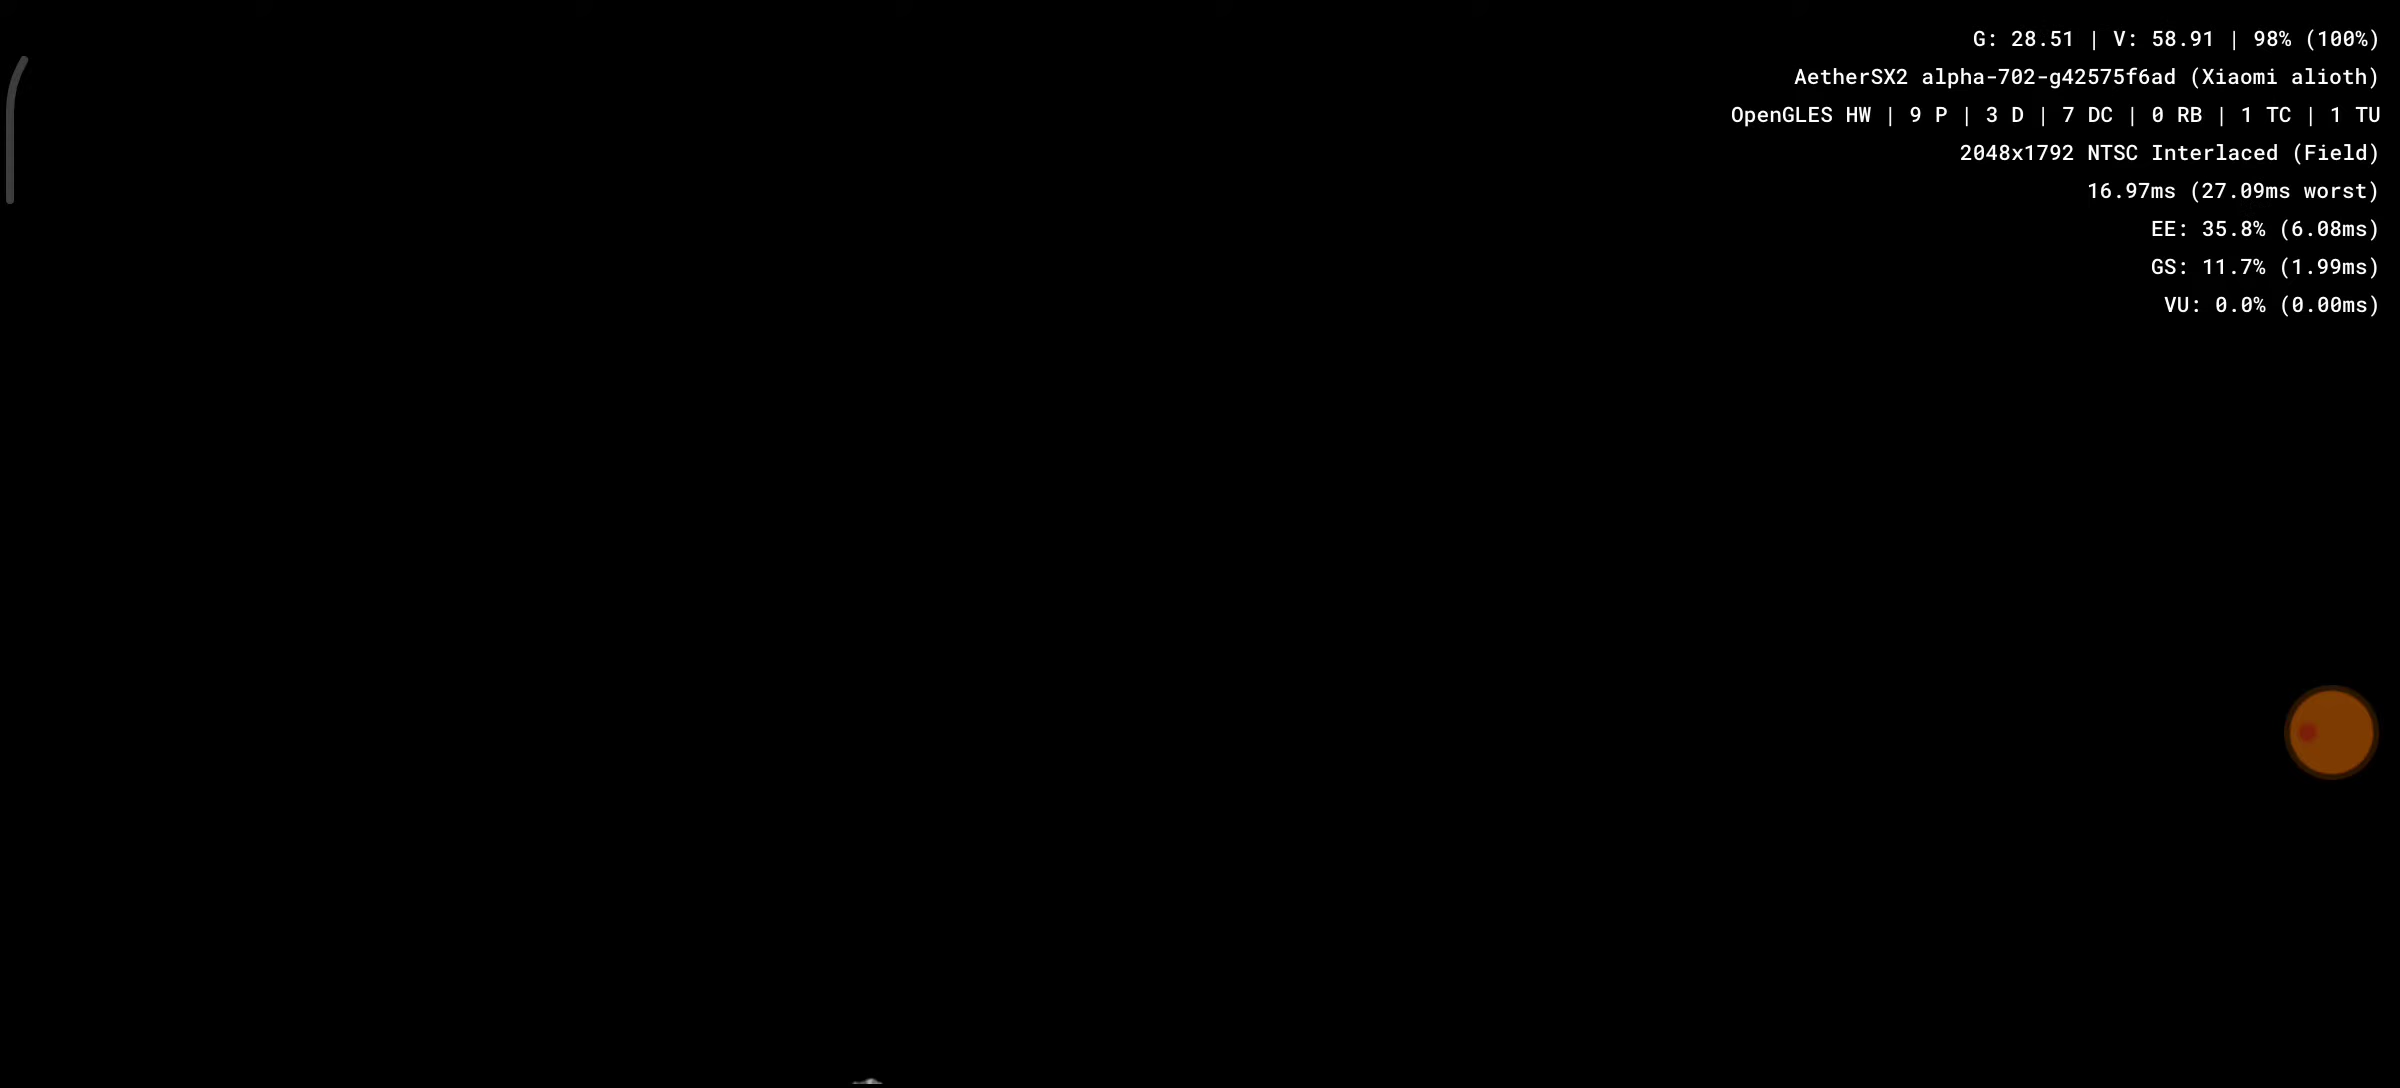 G: 28.51 | V: 58.91 | 98% (100%)
AetherSX2 alpha-702-g42575f6ad (Xiaomi alioth)
OpenGLES HW | 9 P | 3 D | 7 DC | 0 RB | 1 TC | 1 TU
2048x1792 NTSC Interlaced (Field)
16.97ms (27.09ms worst)
EE: 35.8% (6.08ms)
GS: 11.7% (1.99ms)
VU: 0.0% (0.00ms)